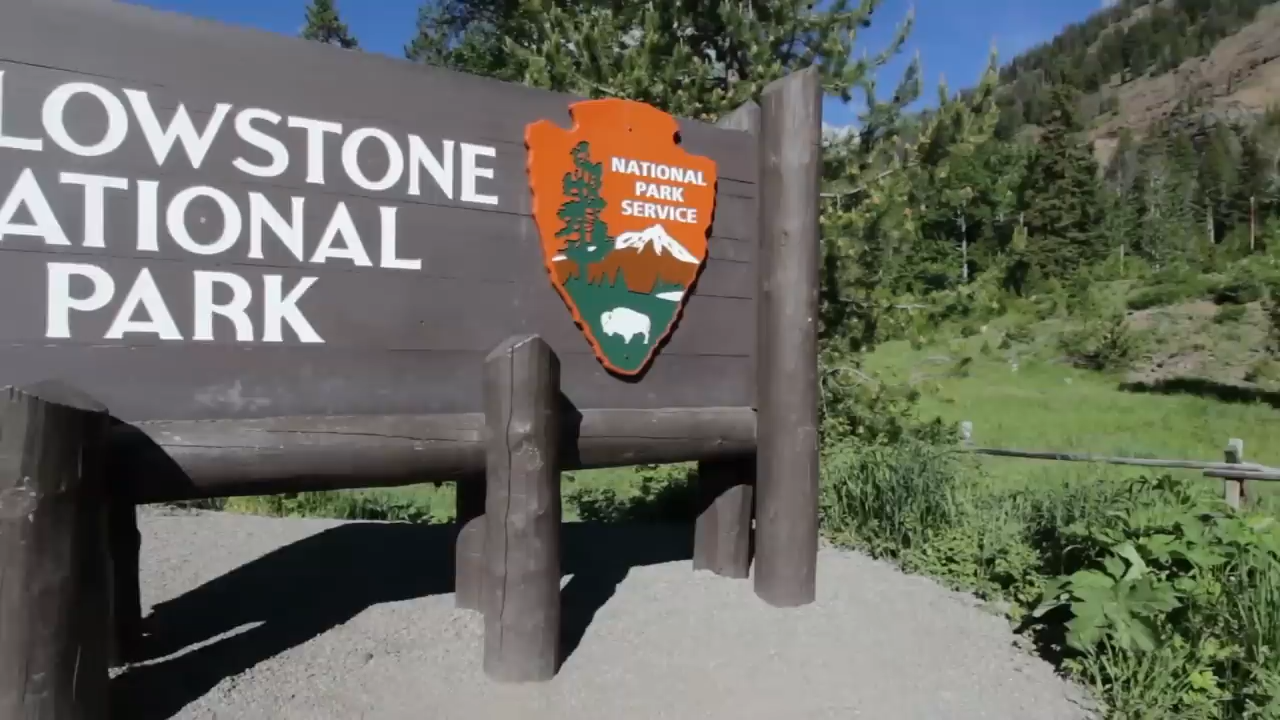 LOWSTONE
ATIONAL
PARK
NATIONAL
PARK
SERVICE